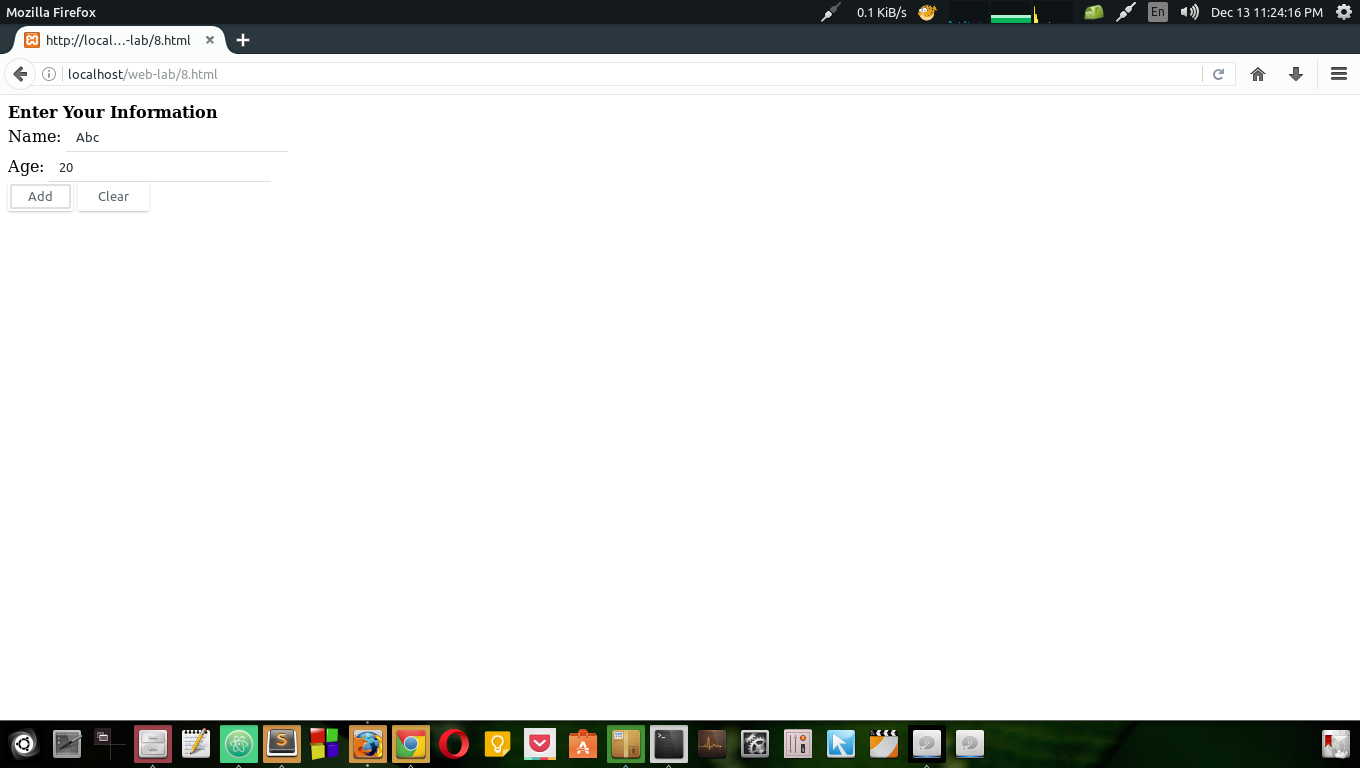 Mozilla Firefox
0.1 KiB/s
En
Dec 13 11:24:16 PM
http://local...-lab/8.html
localhost/web-lab/8.html
Enter Your Information
Name: Abc
Age: 20
Add Clear
S